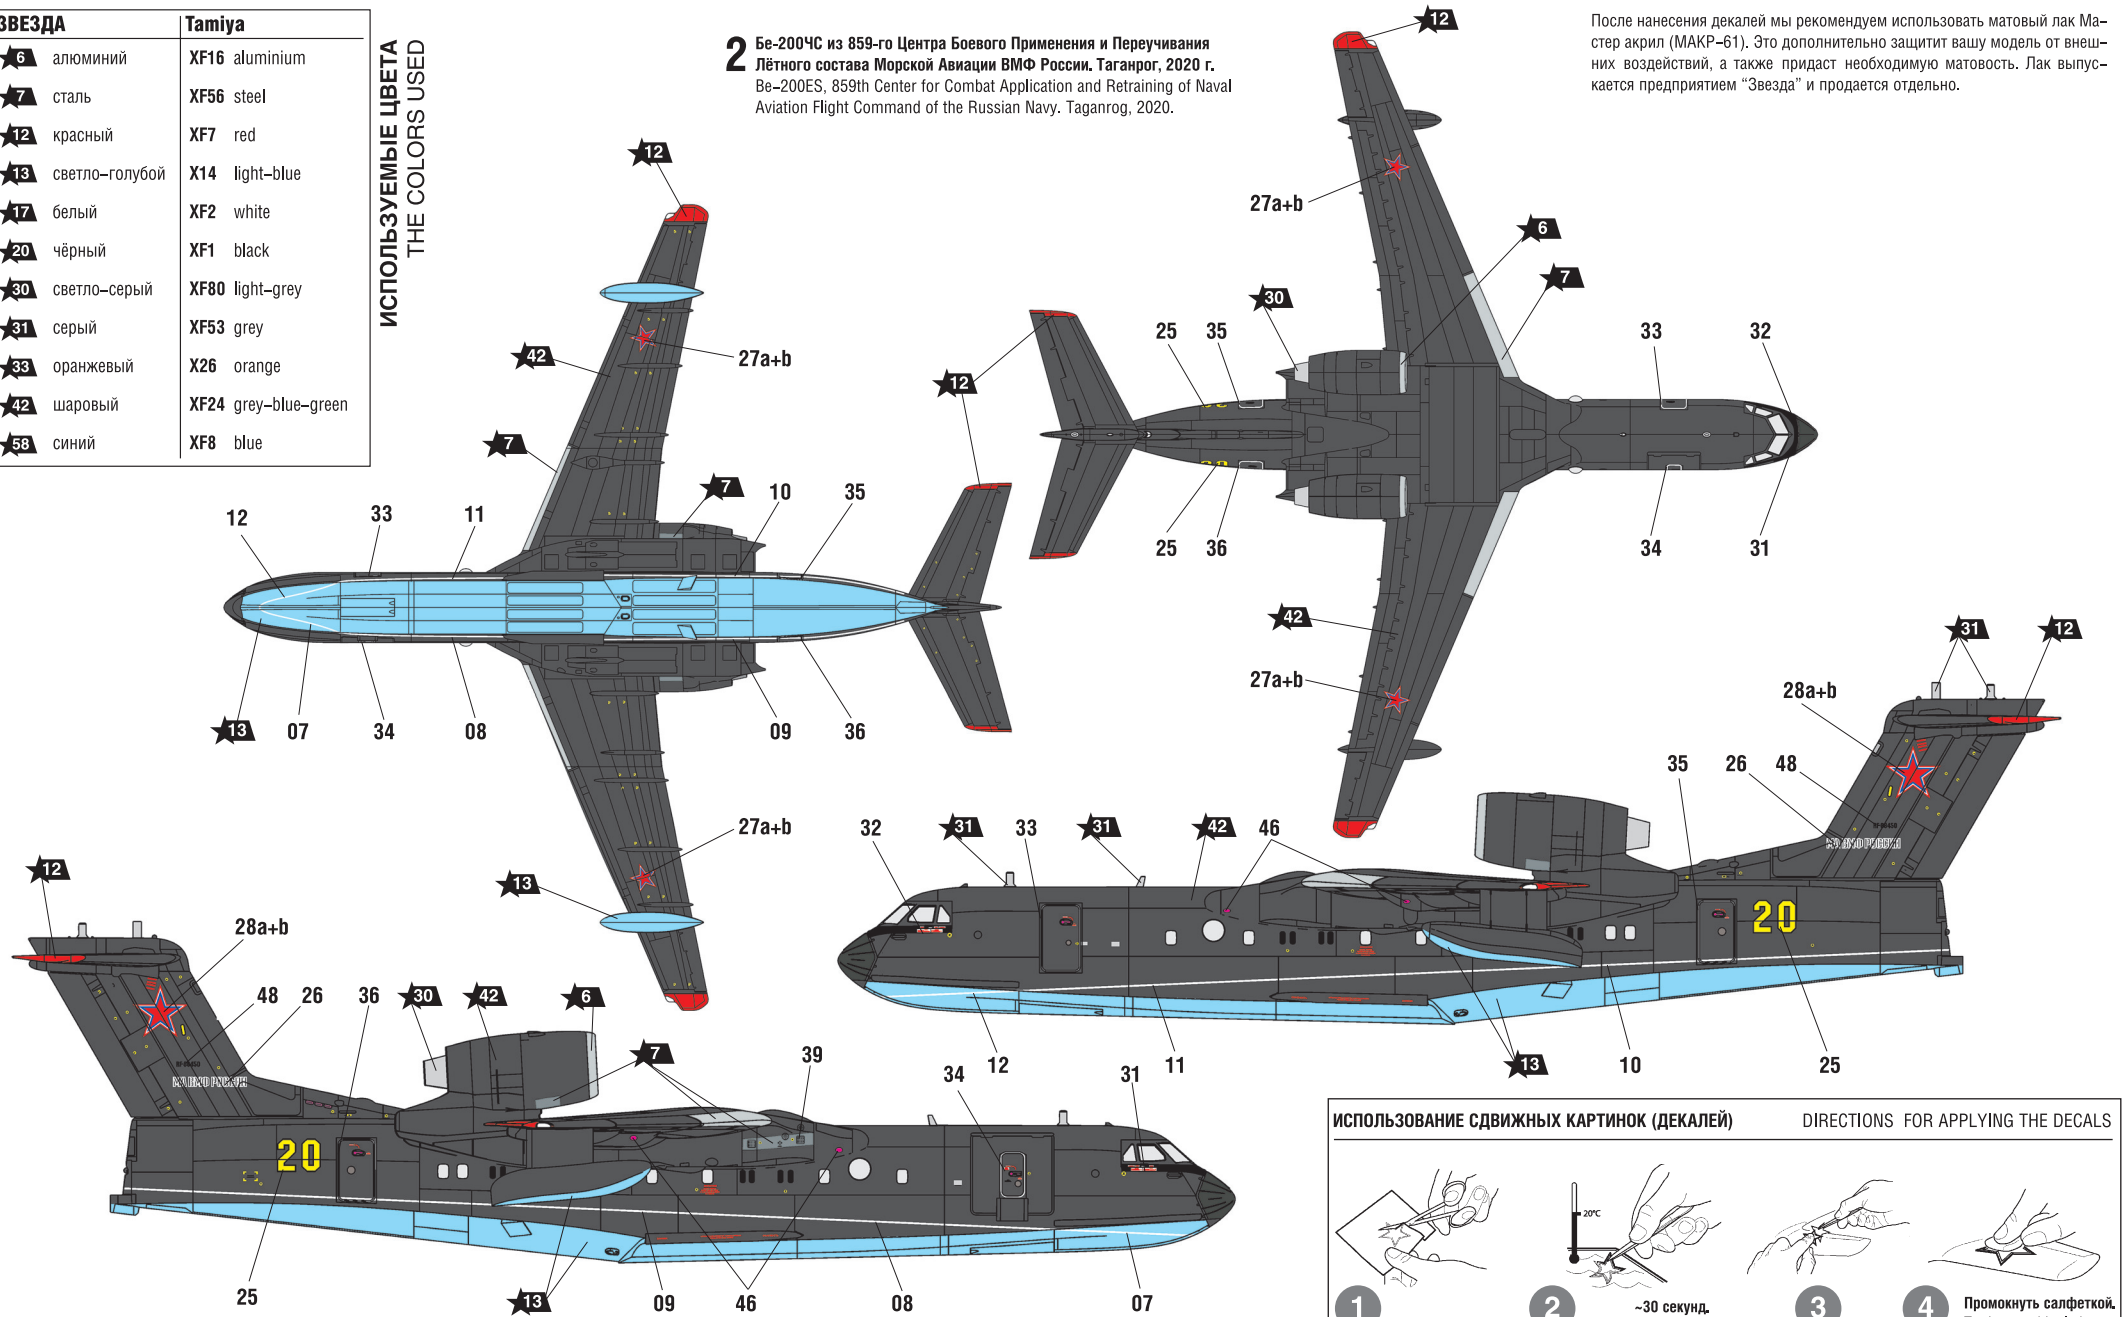 ЗВЕЗДА Tamiya
6 алюминий XF16 aluminium
7 сталь XF56 steel
12 красный XF7 red
13 светло-голубой X14 light-blue
17 белый XF2 white
20 чёрный XF1 black
30 светло-серый XF80 light-grey
31 серый XF53 grey
33 оранжевый X26 orange
42 шаровый XF24 grey-blue-green
58 синий XF8 blue
ИСПОЛЬЗУЕМЫЕ ЦВЕТА
THE COLORS USED
2 Бе-200ЧС из 859-го Центра Боевого Применения и Переучивания
Лётного состава Морской Авиации ВМФ России. Таганрог, 2020 г.
Be-200ES, 859th Center for Combat Application and Retraining of Naval
Aviation Flight Command of the Russian Navy. Taganrog, 2020.
После нанесения декалей мы рекомендуем использовать матовый лак Ма-
стер акрил (МАКР-61). Это дополнительно защитит вашу модель от внеш-
них воздействий, а также придаст необходимую матовость. Лак выпус-
кается предприятием “Звезда” и продается отдельно.
12
27a+b
42
7
7
12
12 33 11 10 35
13 07 34 08 09 36
27a+b
13
12
27a+b
6
7
30
25 35 33 32
25 36 34 31
42
27a+b
31 12
28a+b
35 26 48
32 31 33 31 42 46
20
МА ВМФ РОССИИ
12 11 13 10 25
12
28a+b
48 26 36 30 42 6
7 39 34 31
МА ВМФ РОССИИ
20
25 13 09 46 08 07
ИСПОЛЬЗОВАНИЕ СДВИЖНЫХ КАРТИНОК (ДЕКАЛЕЙ) DIRECTIONS FOR APPLYING THE DECALS
20°C
1 2 ~30 секунд. 3 4 Промокнуть салфеткой.